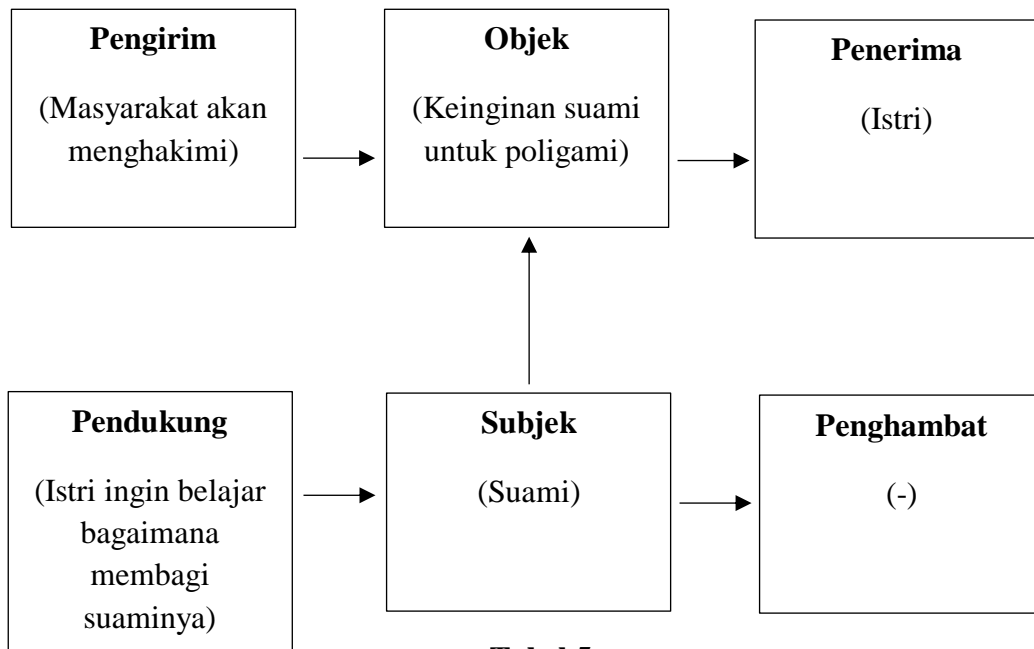 Pengirim
(Masyarakat akan
menghakimi)
Objek
(Keinginan suami
untuk poligami)
Penerima
(Istri)
Pendukung
(Istri ingin belajar
bagaimana
membagi
suaminya)
Subjek
(Suami)
Penghambat
(-)